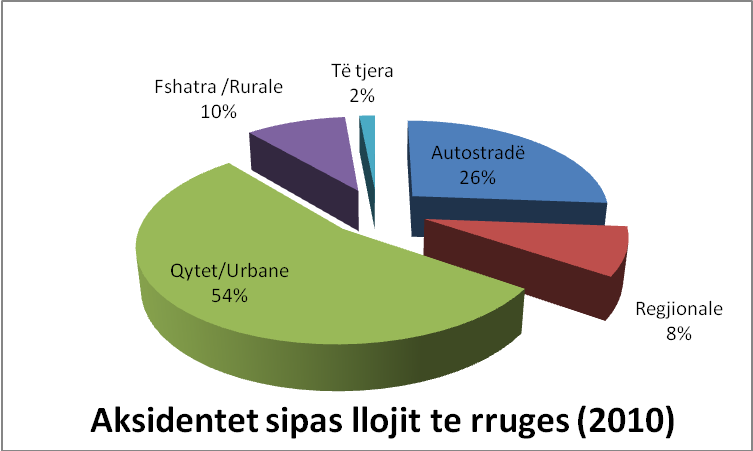 Të tjera
2%
Fshatra /Rurale
10%
Autostradë
26%
Qytet/Urbane
54%
Regjionale
8%
Aksidentet sipas llojit te rruges (2010)